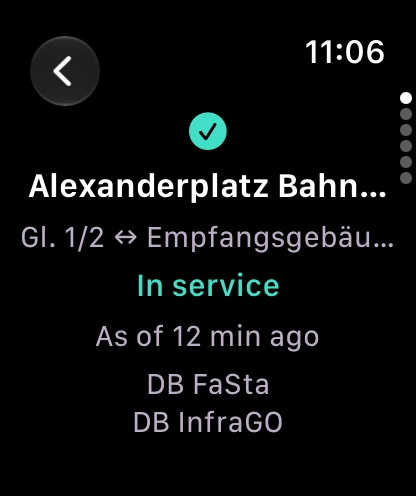 11:06
Alexanderplatz Bahn...
Gl. 1/2 ↔ Empfangsgebäu...
In service
As of 12 min ago
DB FaSta
DB InfraGO